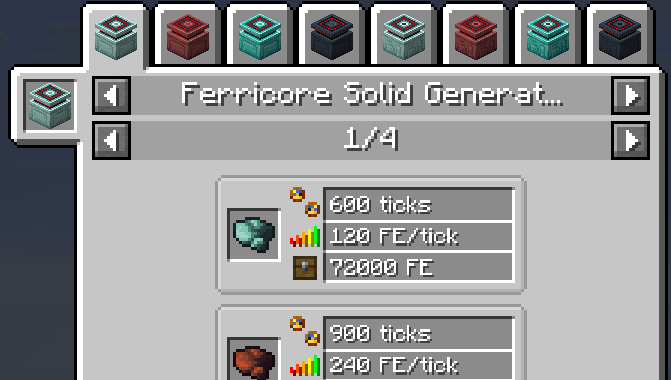 Ferricore Solid Generat...
1/4
600 ticks
120 FE/tick
72000 FE
900 ticks
240 FE/tick